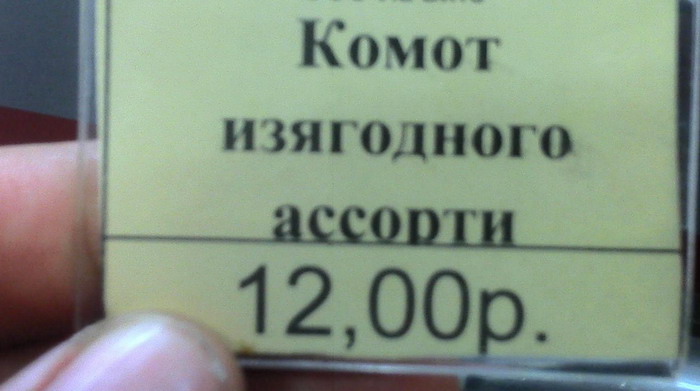 Комот
изягодного
ассорти
12,00р.